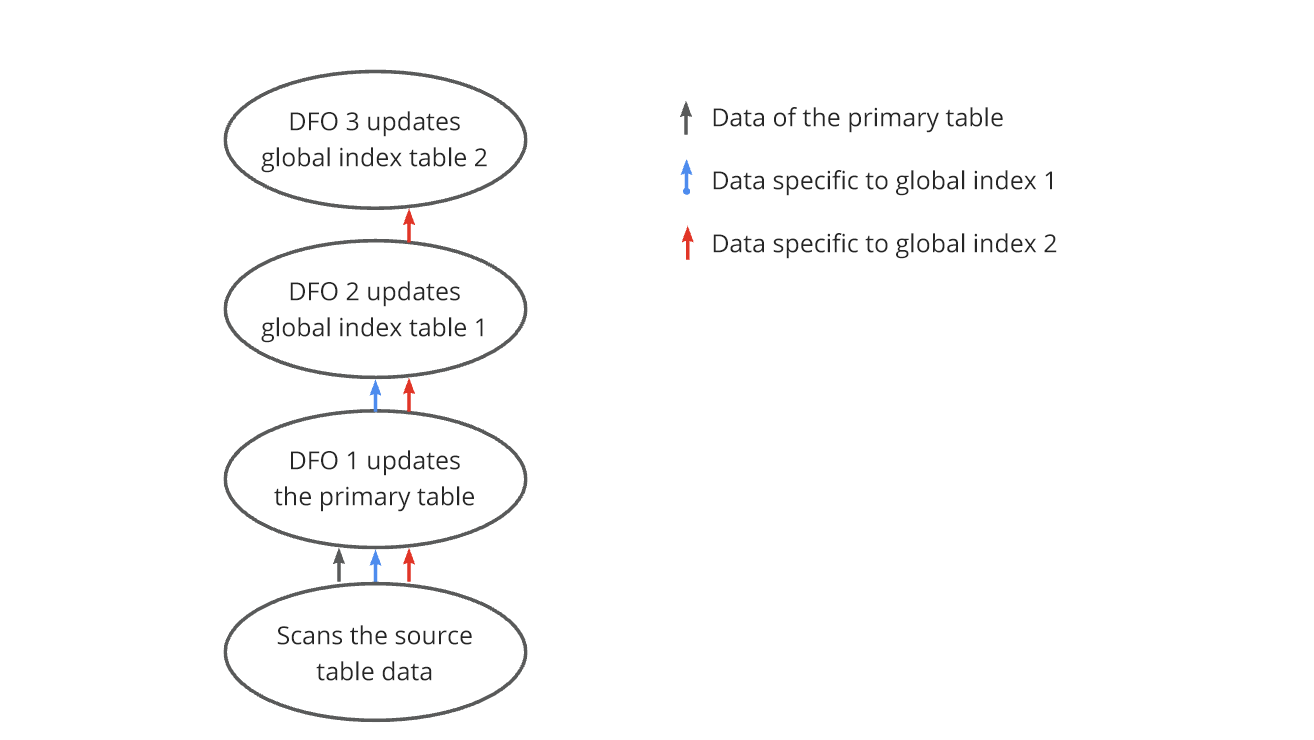 DFO 3 updates
global index table 2
DFO 2 updates
global index table 1
DFO 1 updates
the primary table
Scans the source
table data
Data of the primary table
Data specific to global index 1
Data specific to global index 2